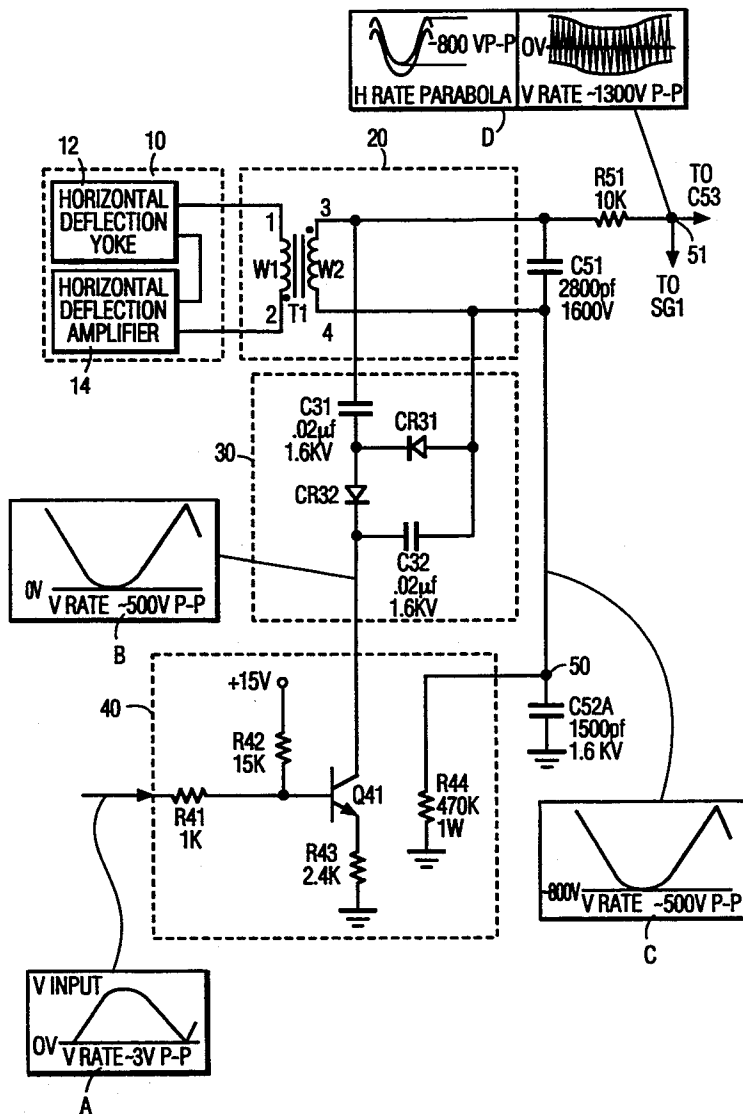 ~800 VP-P
H RATE PARABOLA
0V
V RATE ~1300V P-P
D
12
10
20
HORIZONTAL
DEFLECTION
YOKE
HORIZONTAL
DEFLECTION
AMPLIFIER
14
1
2
W1
T1
W2
3
4
R51
10K
TO
C53
51
TO
SG1
C51
2800pf
1600V
30
C31
.02µf
1.6KV
CR31
CR32
C32
.02µf
1.6KV
0V
V RATE ~500V P-P
B
40
+15V
R42
15K
R41
1K
Q41
R43
2.4K
R44
470K
1W
50
C52A
1500pf
1.6 KV
-800V
V RATE ~500V P-P
C
V INPUT
0V
V RATE~3V P-P
A